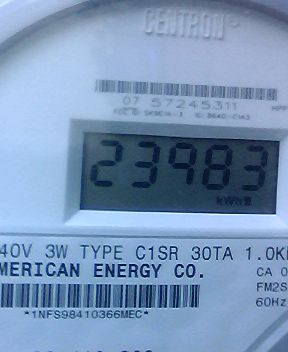 CENTRON
07 57245311
23983
kWh
40V 3W TYPE C1SR 30TA 1.0K
MERICAN ENERGY CO.
CA 0
FM2S
60Hz
*1NFS98410366MEC*